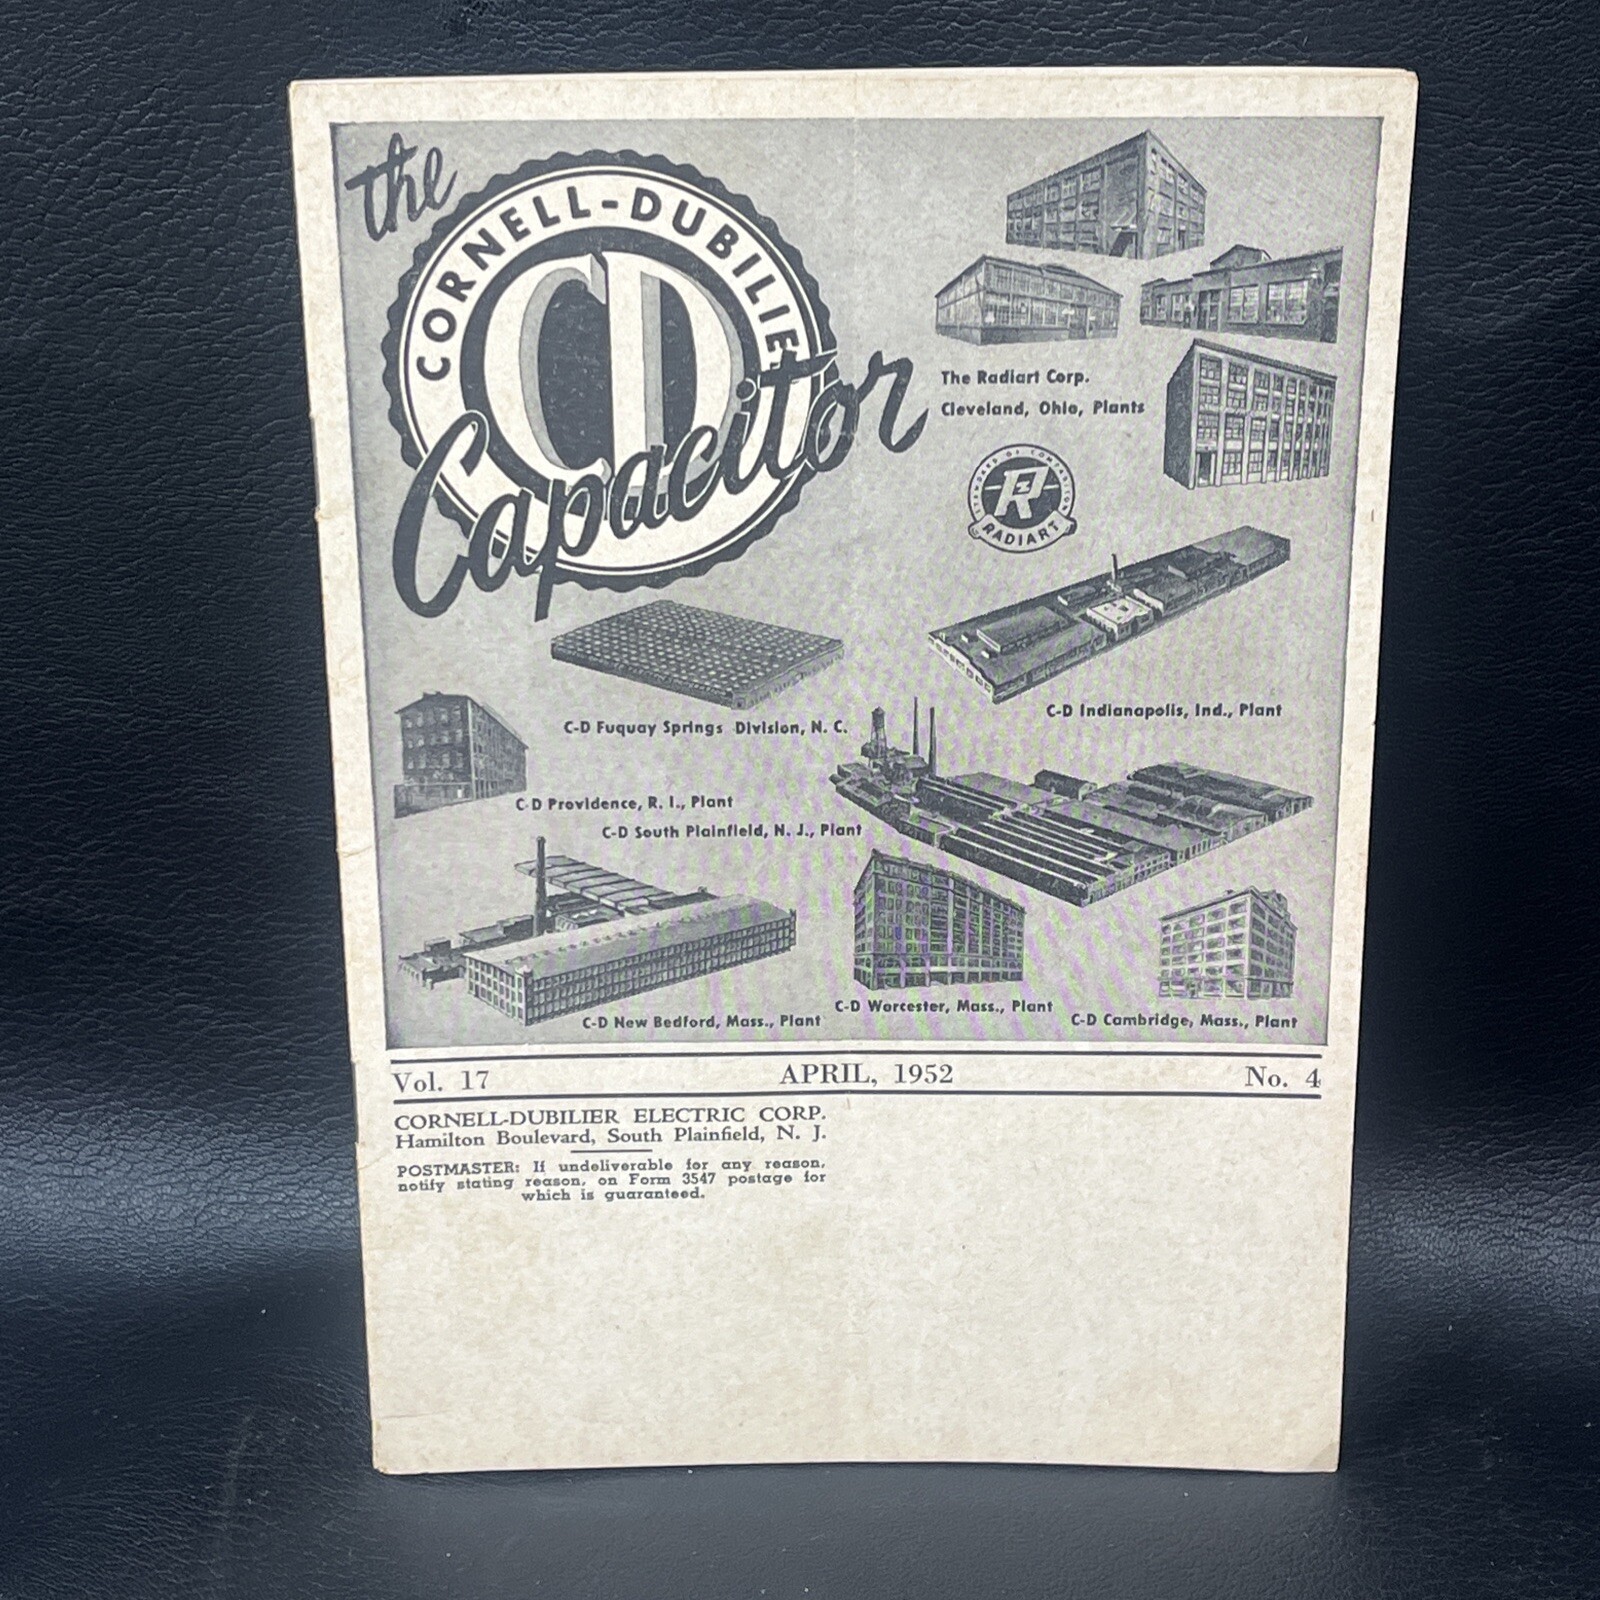 the
CORNELL-DUBILIER
CD
Capacitor
The Radiart Corp.
Cleveland, Ohio, Plants
STANDARD OF COMPARISON
R
RADIART
C-D Indianapolis, Ind., Plant
C-D Fuquay Springs Division, N. C.
C-D Providence, R. I., Plant
C-D South Plainfield, N. J., Plant
C-D New Bedford, Mass., Plant
C-D Worcester, Mass., Plant
C-D Cambridge, Mass., Plant
Vol. 17 APRIL, 1952 No. 4
CORNELL-DUBILIER ELECTRIC CORP.
Hamilton Boulevard, South Plainfield, N. J.
POSTMASTER: If undeliverable for any reason,
notify stating reason, on Form 3547 postage for
which is guaranteed.